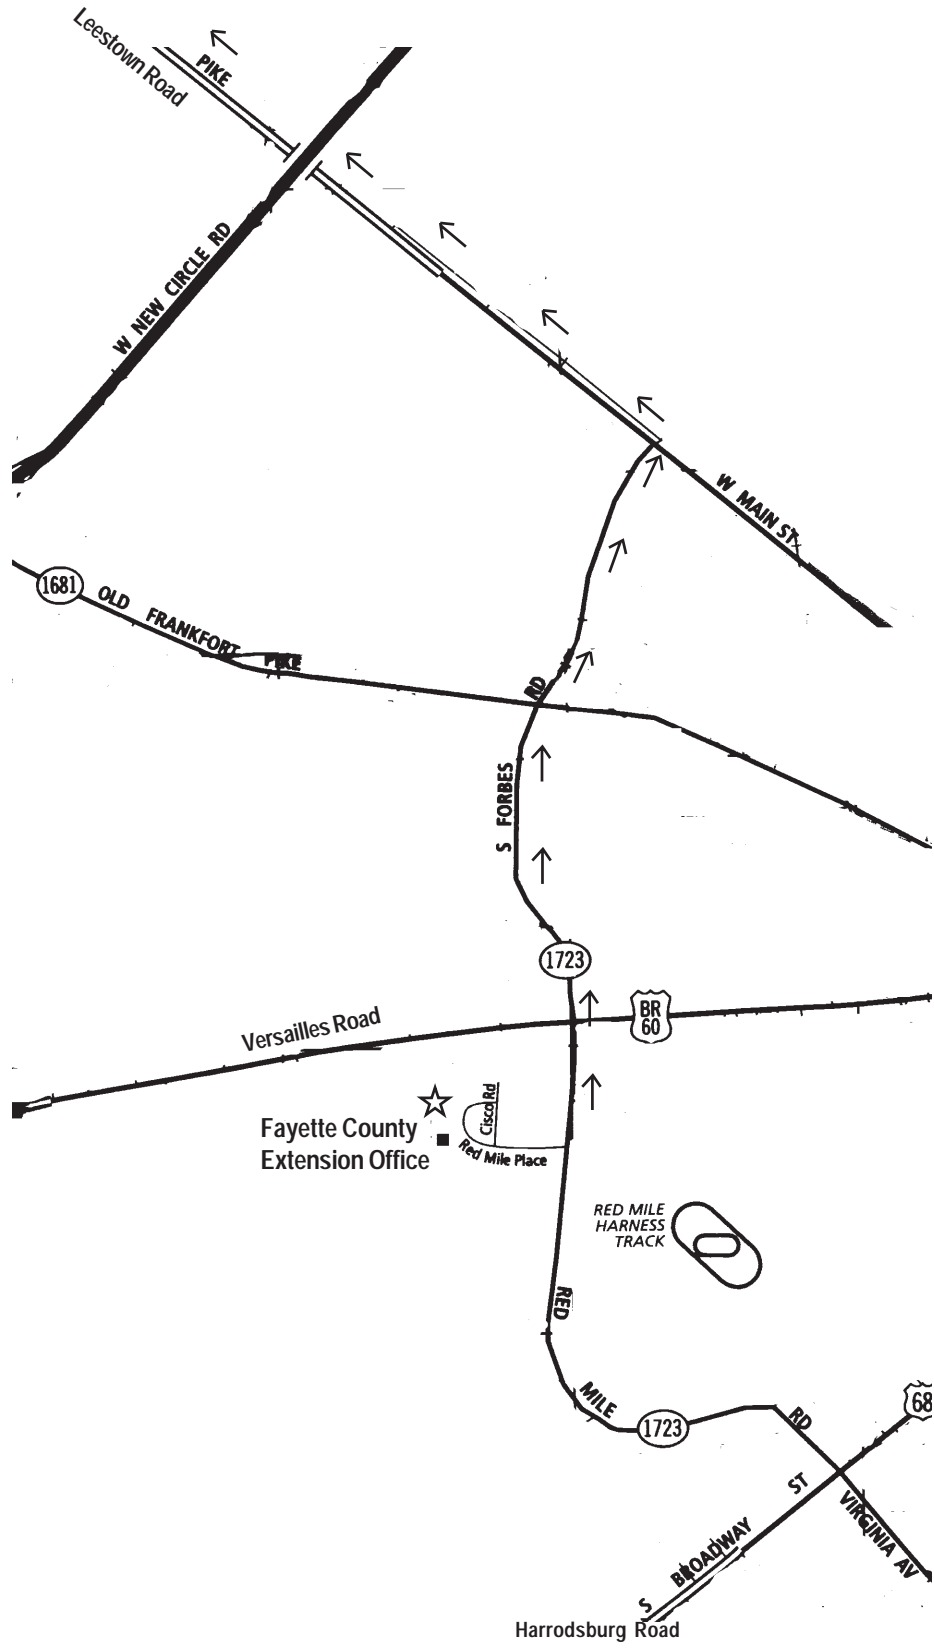 Leestown Road
PIKE
W NEW CIRCLE RD
W MAIN ST
1681
OLD FRANKFORT PIKE
S FORBES RD
1723
BR
60
Versailles Road
Fayette County
Extension Office
Cisco Rd
Red Mile Place
RED MILE
HARNESS
TRACK
RED MILE RD
1723
68
S BROADWAY ST
VIRGINIA AV
Harrodsburg Road